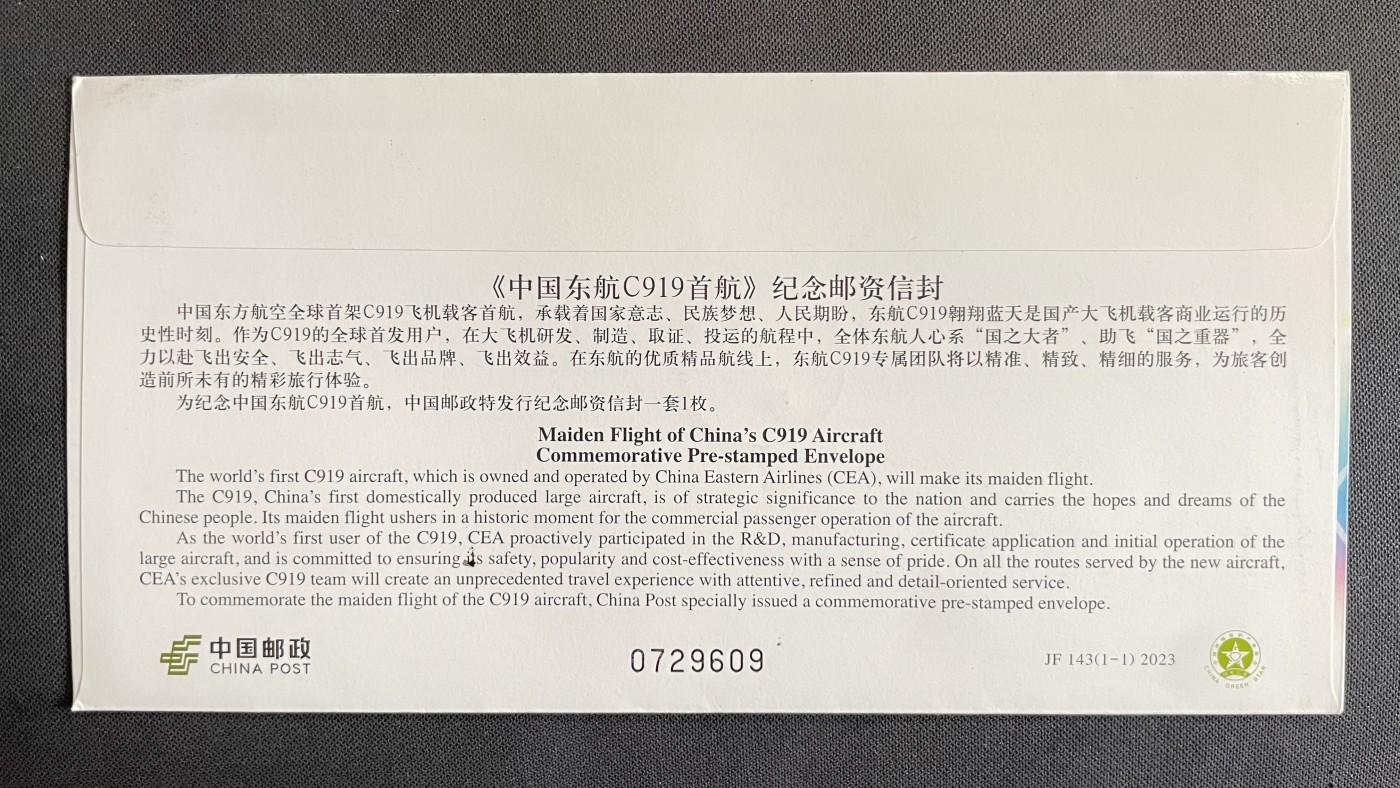 《中国东航C919首航》纪念邮资信封
中国东方航空全球首架C919飞机载客首航，承载着国家意志、民族梦想、人民期盼，东航C919翱翔蓝天是国产大飞机载客商业运行的历
史性时刻。作为C919的全球首发用户，在大飞机研发、制造、取证、投运的航程中，全体东航人心系“国之大者”、助飞“国之重器”，全
力以赴飞出安全、飞出志气、飞出品牌、飞出效益。在东航的优质精品航线上，东航C919专属团队将以精准、精致、精细的服务，为旅客创
造前所未有的精彩旅行体验。
为纪念中国东航C919首航，中国邮政特发行纪念邮资信封一套1枚。
Maiden Flight of China’s C919 Aircraft
Commemorative Pre-stamped Envelope
The world’s first C919 aircraft, which is owned and operated by China Eastern Airlines (CEA), will make its maiden flight.
The C919, China’s first domestically produced large aircraft, is of strategic significance to the nation and carries the hopes and dreams of the
Chinese people. Its maiden flight ushers in a historic moment for the commercial passenger operation of the aircraft.
As the world’s first user of the C919, CEA proactively participated in the R&D, manufacturing, certificate application and initial operation of the
large aircraft, and is committed to ensuring its safety, popularity and cost-effectiveness with a sense of pride. On all the routes served by the new aircraft,
CEA’s exclusive C919 team will create an unprecedented travel experience with attentive, refined and detail-oriented service.
To commemorate the maiden flight of the C919 aircraft, China Post specially issued a commemorative pre-stamped envelope.
中国邮政
CHINA POST
0729609
JF 143(1-1) 2023
CHINA GREEN STAR